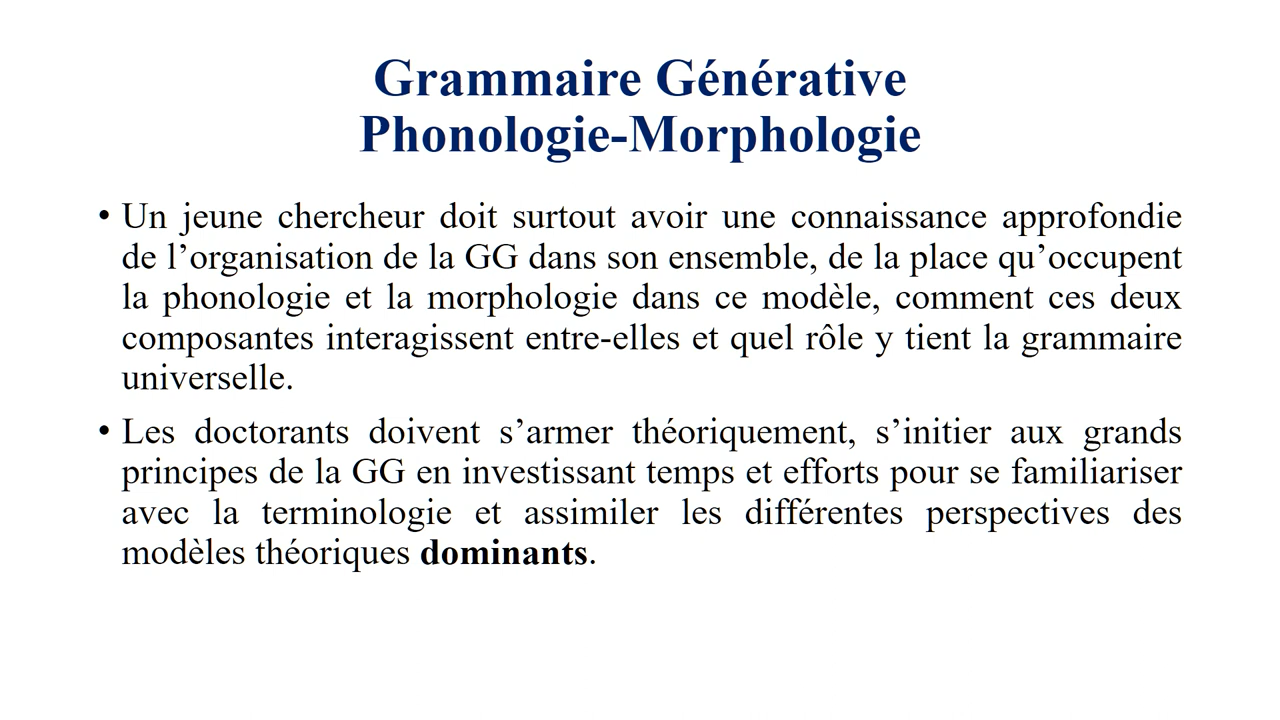 Grammaire Générative
Phonologie-Morphologie
• Un jeune chercheur doit surtout avoir une connaissance approfondie
de l’organisation de la GG dans son ensemble, de la place qu’occupent
la phonologie et la morphologie dans ce modèle, comment ces deux
composantes interagissent entre-elles et quel rôle y tient la grammaire
universelle.
• Les doctorants doivent s’armer théoriquement, s’initier aux grands
principes de la GG en investissant temps et efforts pour se familiariser
avec la terminologie et assimiler les différentes perspectives des
modèles théoriques dominants.